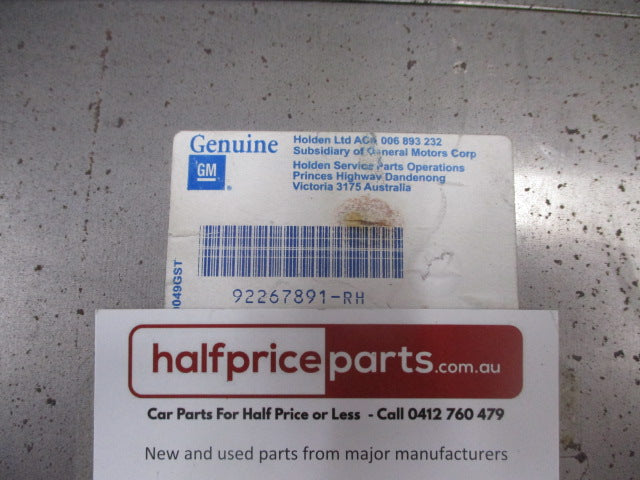 Genuine
GM
Holden Ltd ACN 006 893 232
Subsidiary of General Motors Corp
Holden Service Parts Operations
Princes Highway Dandenong
Victoria 3175 Australia
0049GST
92267891-RH
halfpriceparts.com.au
Car Parts For Half Price or Less - Call 0412 760 479
New and used parts from major manufacturers